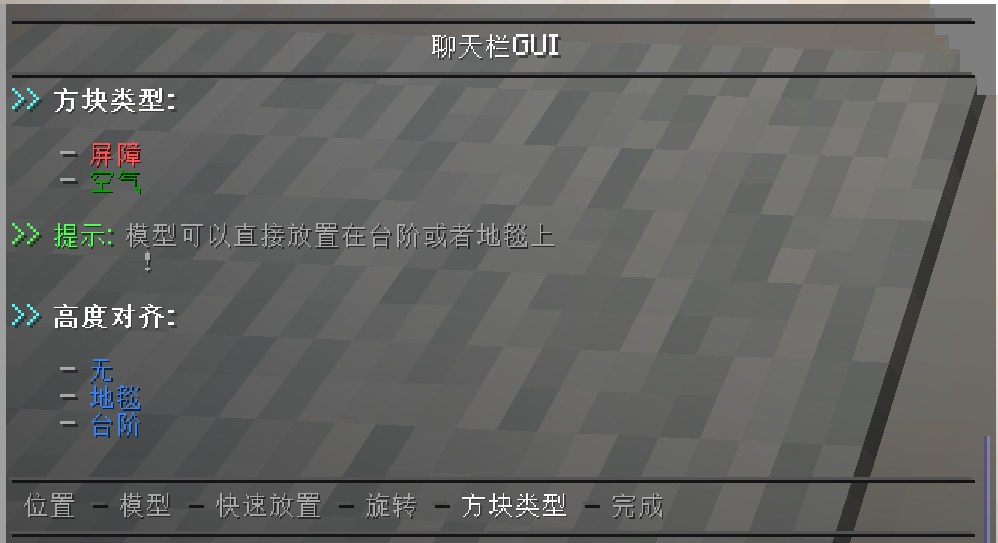 聊天栏GUI
>> 方块类型:
- 屏障
- 空气
>> 提示: 模型可以直接放置在台阶或者地毯上
!
>> 高度对齐:
- 无
- 地毯
- 台阶
位置 - 模型 - 快速放置 - 旋转 - 方块类型 - 完成